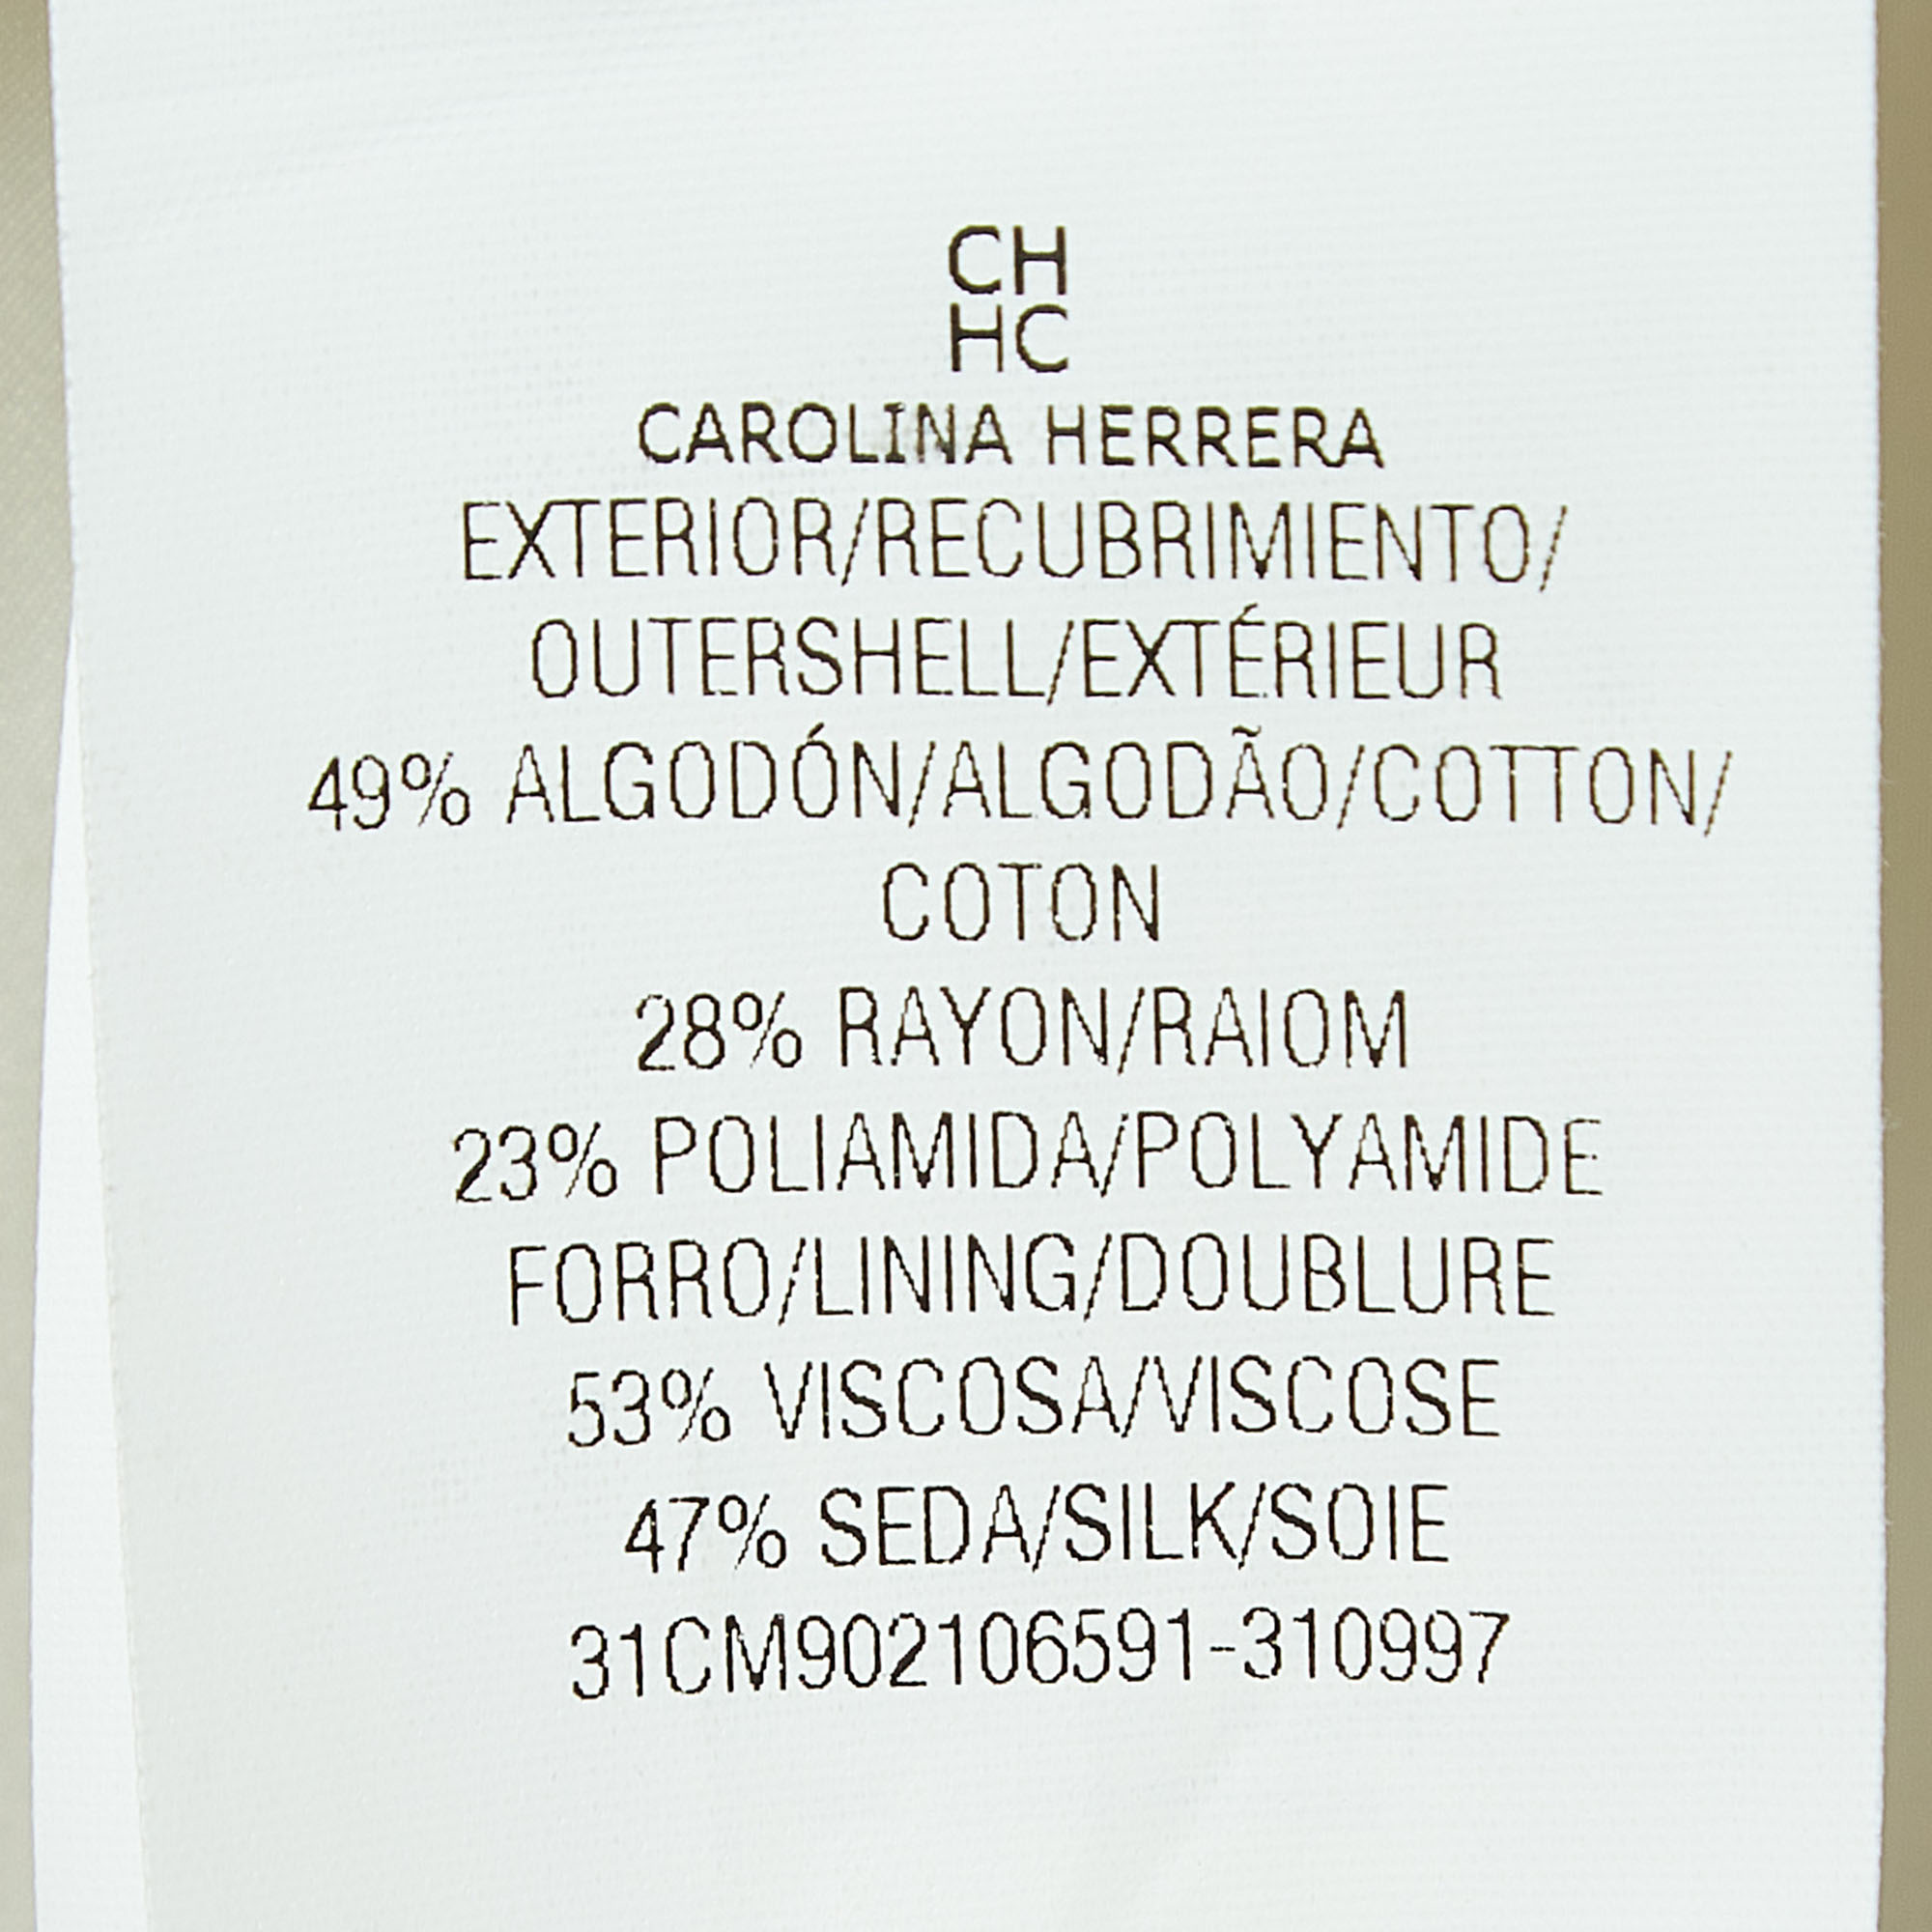 CH
HC
CAROLINA HERRERA
EXTERIOR/RECUBRIMIENTO/
OUTERSHELL/EXTÉRIEUR
49% ALGODÓN/ALGODÃO/COTTON/
COTON
28% RAYON/RAIOM
23% POLIAMIDA/POLYAMIDE
FORRO/LINING/DOUBLURE
53% VISCOSA/VISCOSE
47% SEDA/SILK/SOIE
31CM902106591-310997